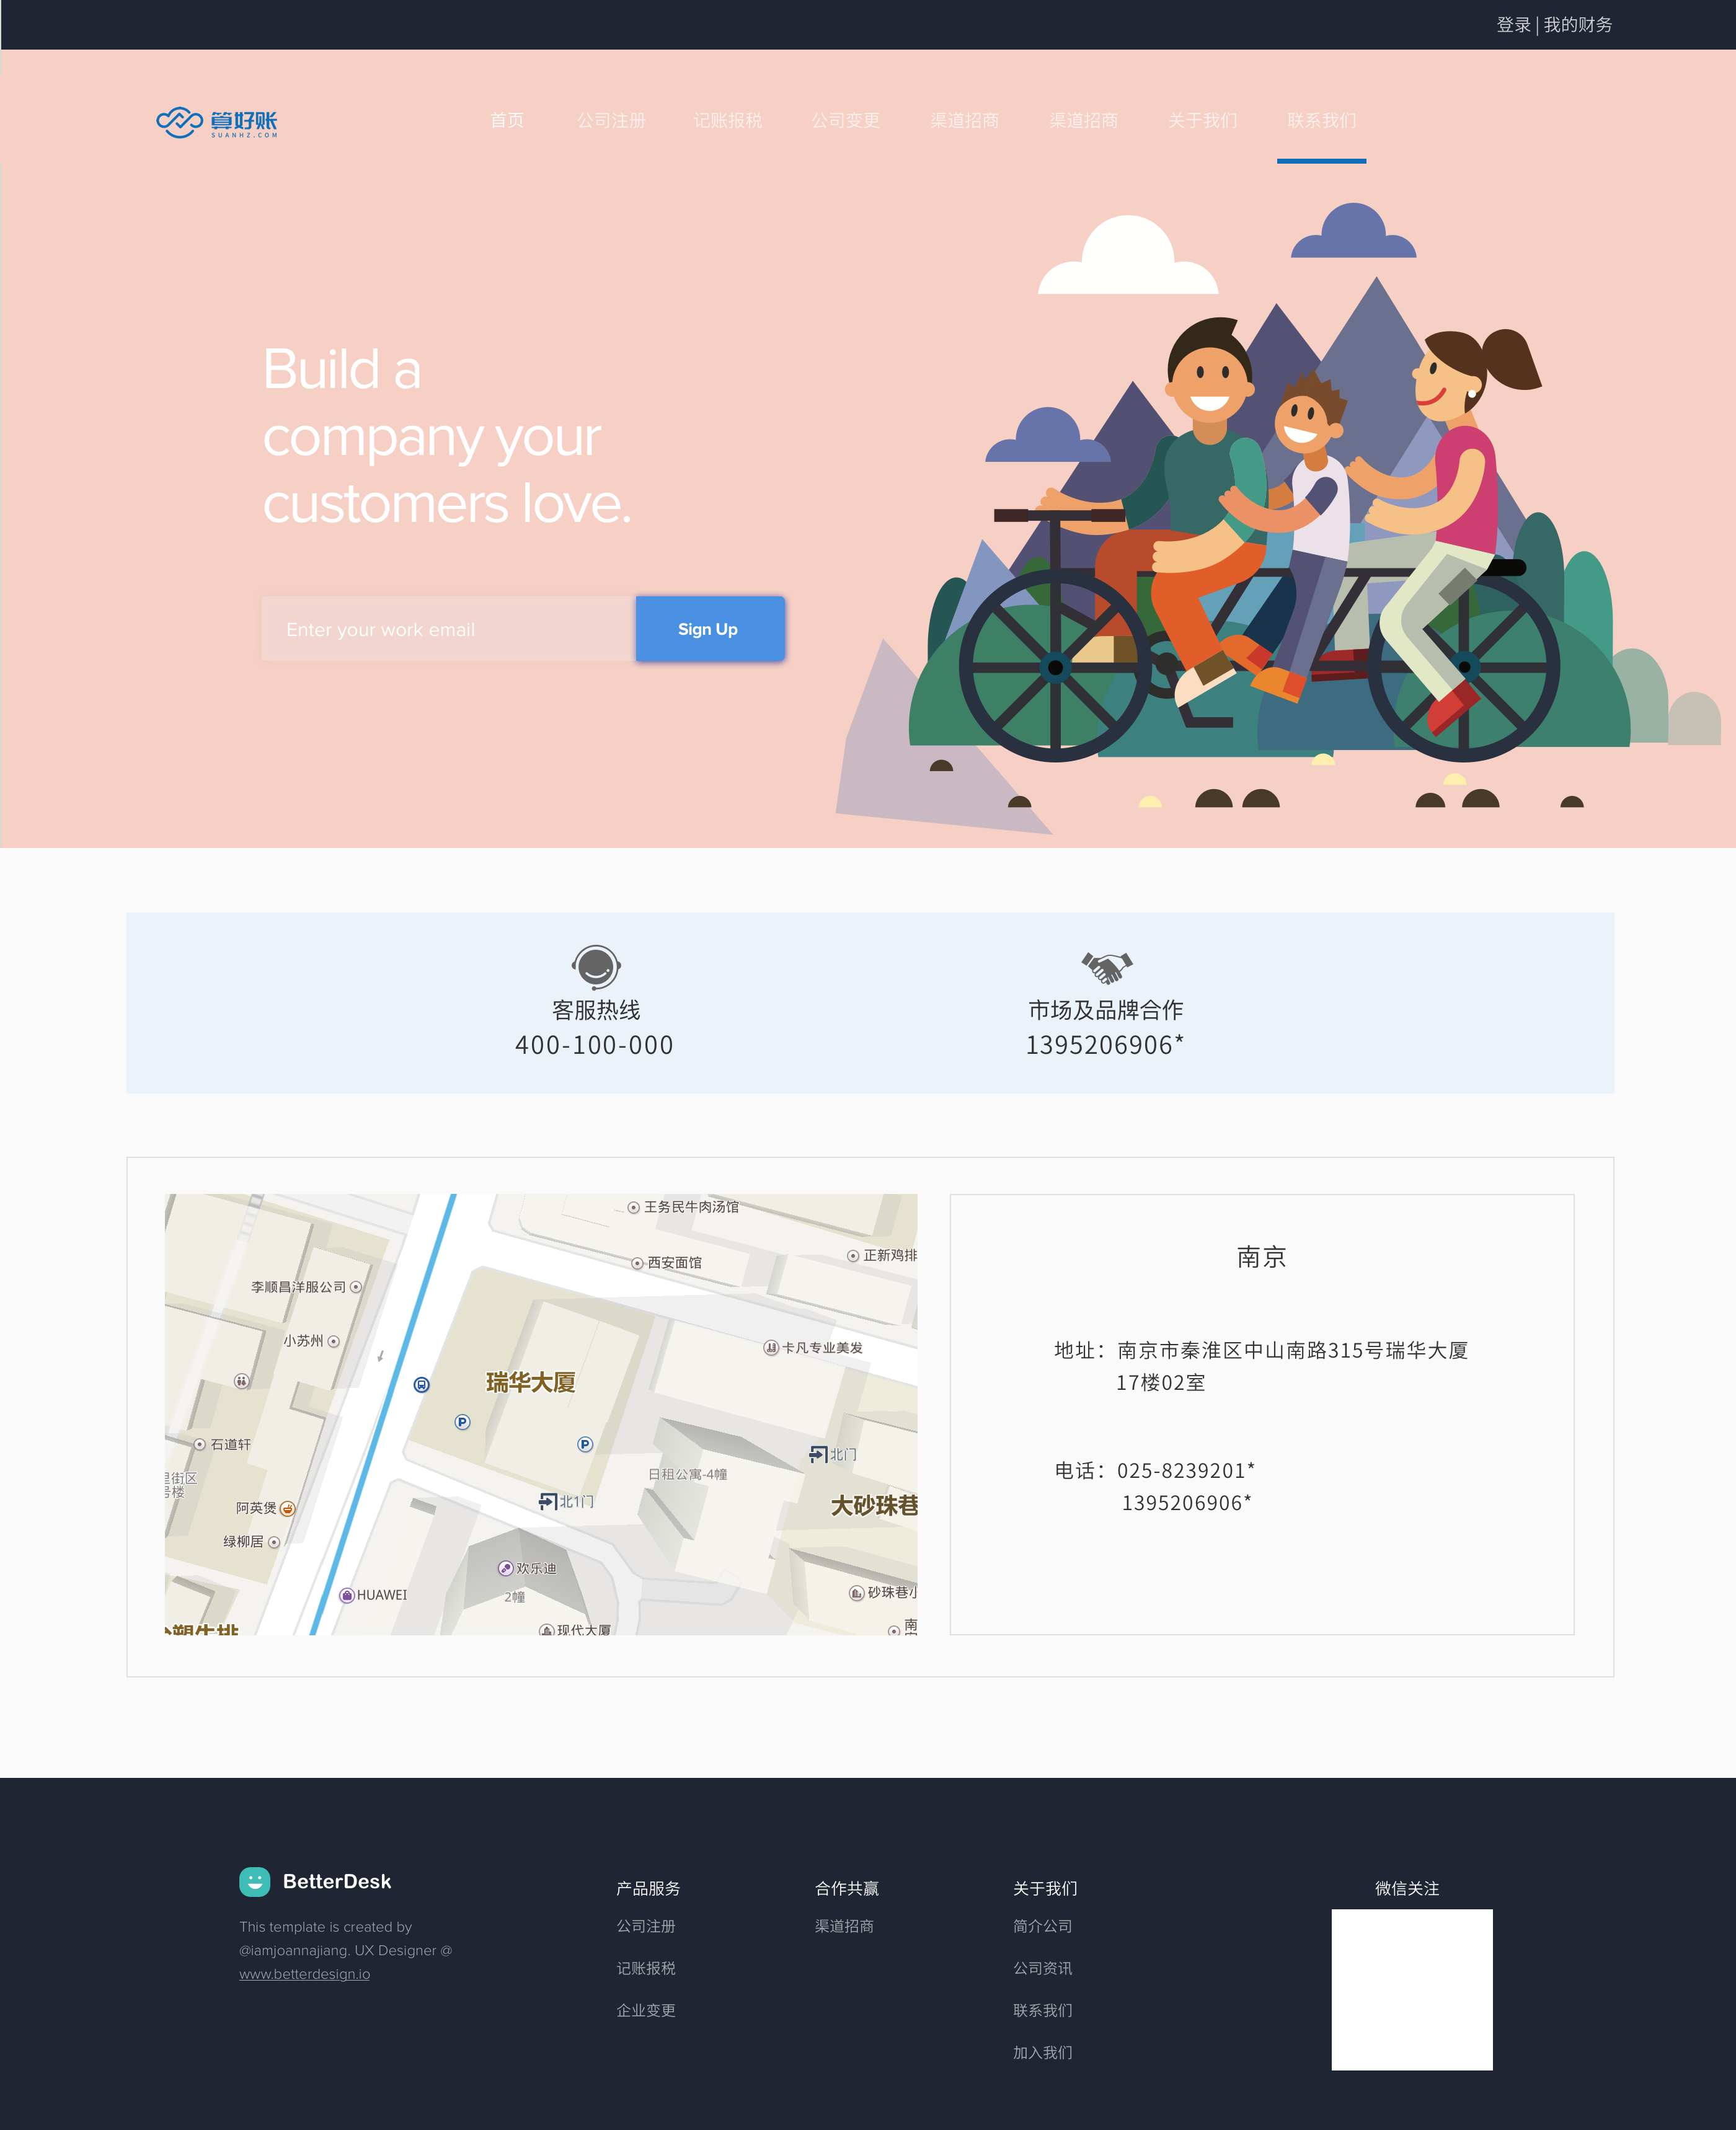 登录 | 我的财务
算好账
SUANHZ.COM
首页 公司注册 记账报税 公司变更 渠道招商 渠道招商 关于我们 联系我们
Build a
company your
customers love.
Enter your work email
Sign Up
客服热线
400-100-000
市场及品牌合作
1395206906*
王务民牛肉汤馆
西安面馆
正新鸡排
李顺昌洋服公司
小苏州
卡凡专业美发
瑞华大厦
P
P
石道轩
北门
日租公寓-4幢
街区
楼
阿英煲
北1门
大砂珠巷
绿柳居
欢乐迪
HUAWEI
2幢
砂珠巷小
现代大厦
南
南京
地址：南京市秦淮区中山南路315号瑞华大厦
17楼02室
电话：025-8239201*
1395206906*
BetterDesk
This template is created by
@iamjoannajiang. UX Designer @
www.betterdesign.io
产品服务
公司注册
记账报税
企业变更
合作共赢
渠道招商
关于我们
简介公司
公司资讯
联系我们
加入我们
微信关注